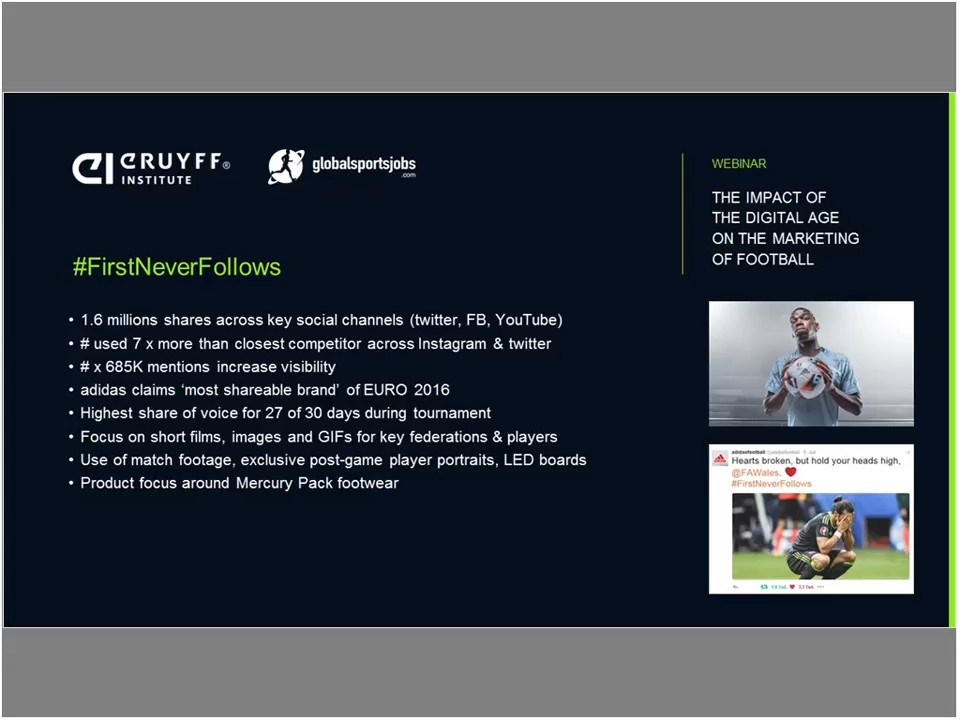 CRUYFF®
INSTITUTE
globalsportsjobs
.com
WEBINAR
THE IMPACT OF
THE DIGITAL AGE
ON THE MARKETING
OF FOOTBALL
#FirstNeverFollows
• 1.6 millions shares across key social channels (twitter, FB, YouTube)
• # used 7 x more than closest competitor across Instagram & twitter
• # x 685K mentions increase visibility
• adidas claims ‘most shareable brand’ of EURO 2016
• Highest share of voice for 27 of 30 days during tournament
• Focus on short films, images and GIFs for key federations & players
• Use of match footage, exclusive post-game player portraits, LED boards
• Product focus around Mercury Pack footwear
adidasfootball
Hearts broken, but hold your heads high,
@FAWales. ❤
#FirstNeverFollows